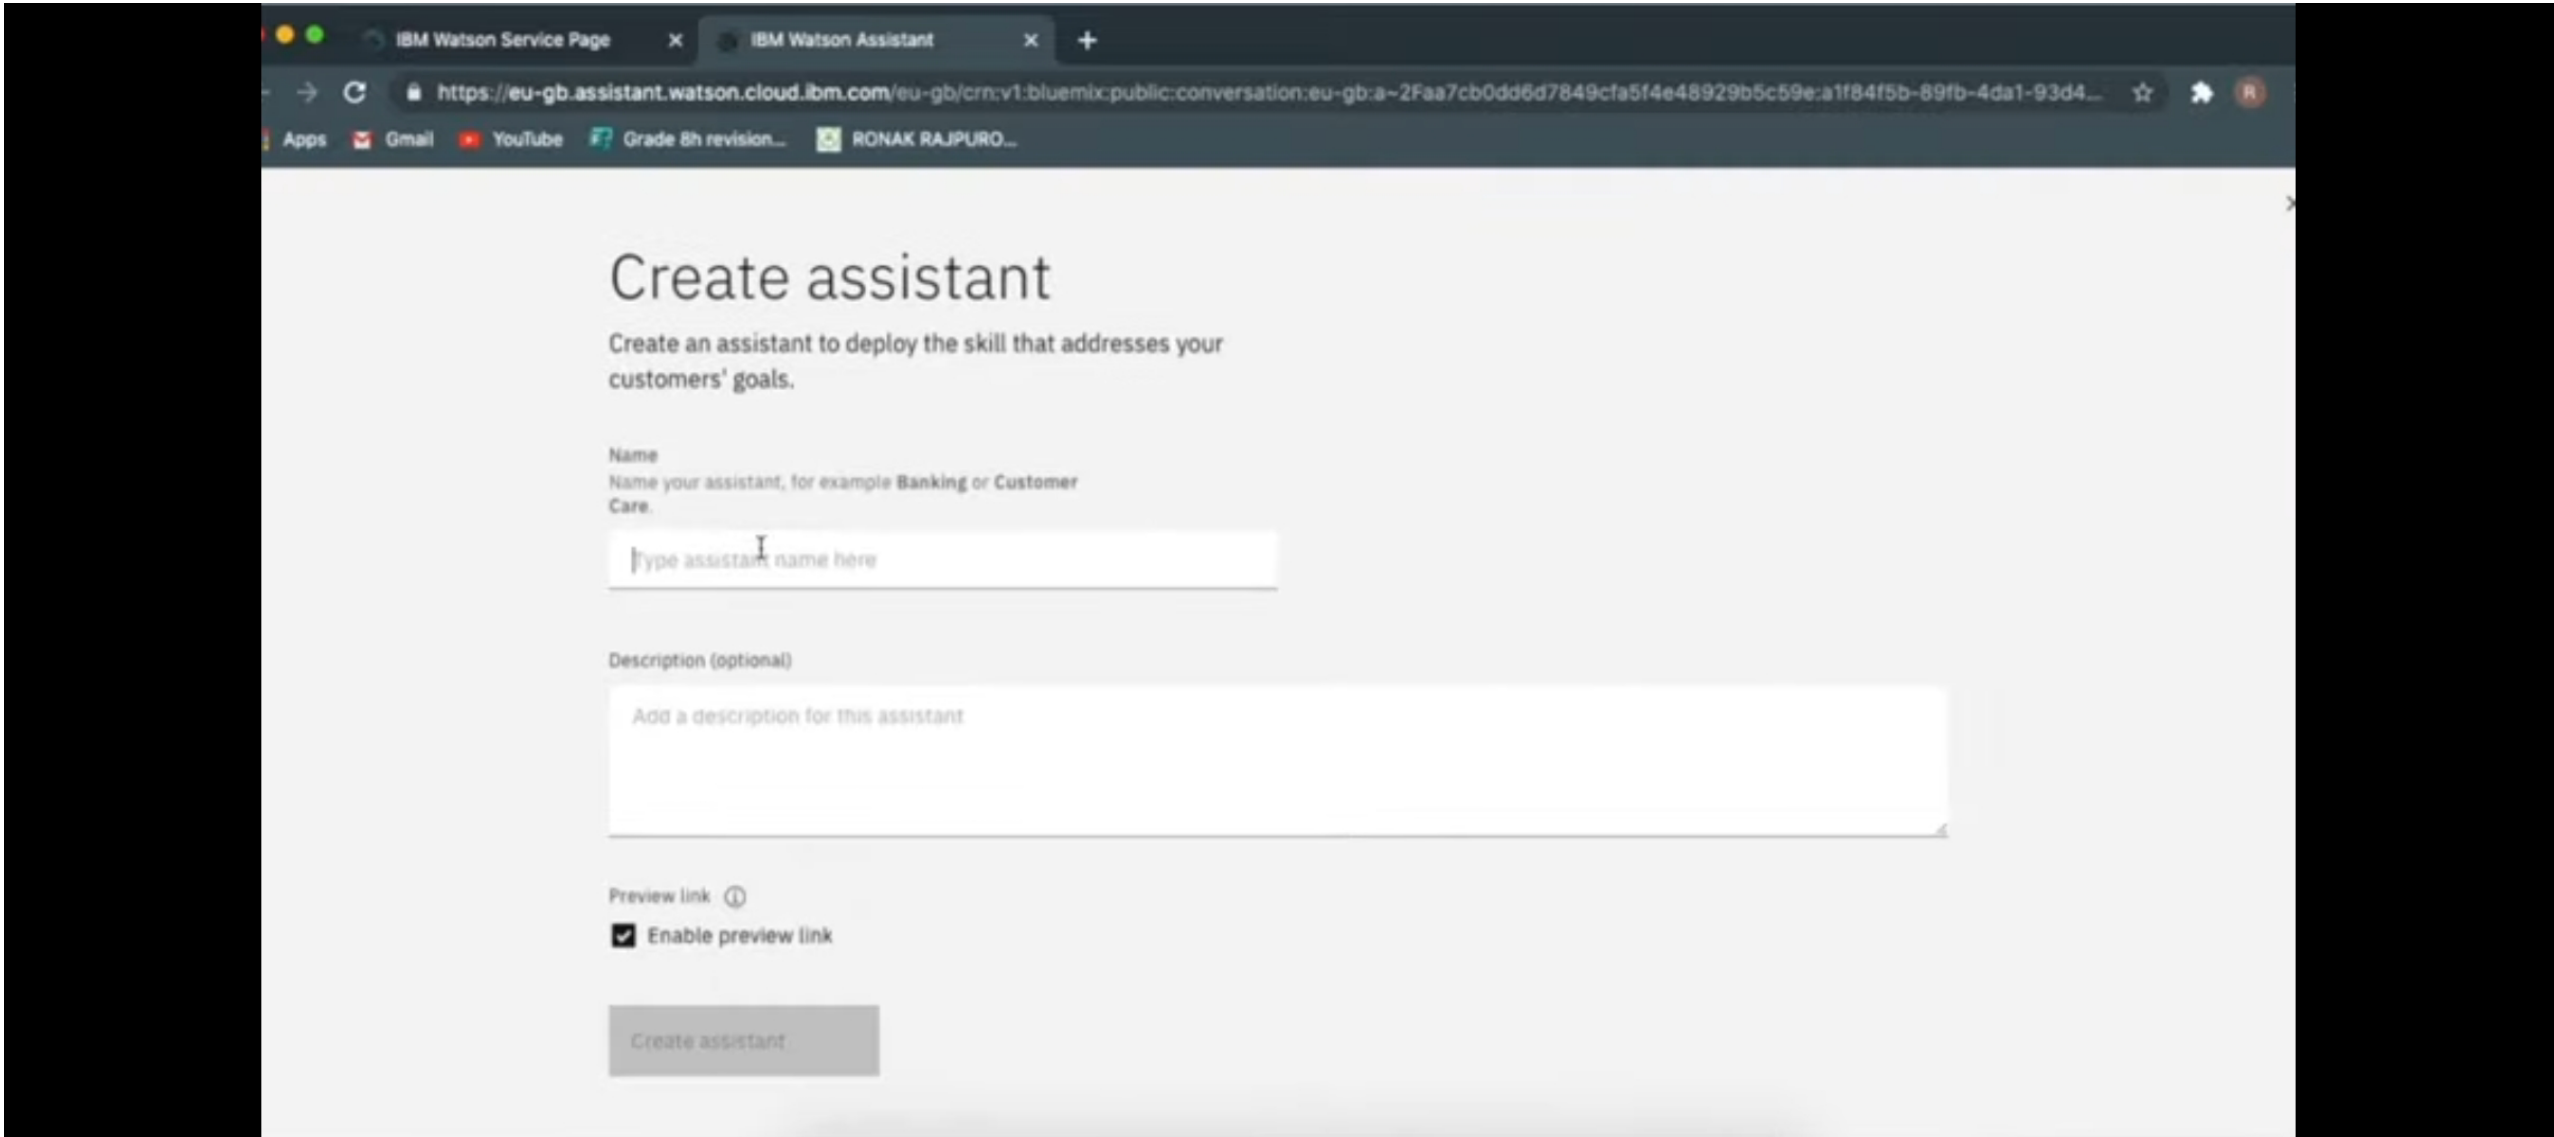 IBM Watson Service Page
IBM Watson Assistant
https://eu-gb.assistant.watson.cloud.ibm.com/eu-gb/crn:v1:bluemix:public:conversation:eu-gb:a~2Faa7cb0dd6d7849cfa5f4e48929b5c59e:a1f84f5b-89fb-4da1-93d4...
R
Apps
Gmail
YouTube
Grade 8h revision...
RONAK RAJPURO...
Create assistant
Create an assistant to deploy the skill that addresses your
customers' goals.
Name
Name your assistant, for example Banking or Customer
Care.
Type assistant name here
Description (optional)
Add a description for this assistant
Preview link
Enable preview link
Create assistant